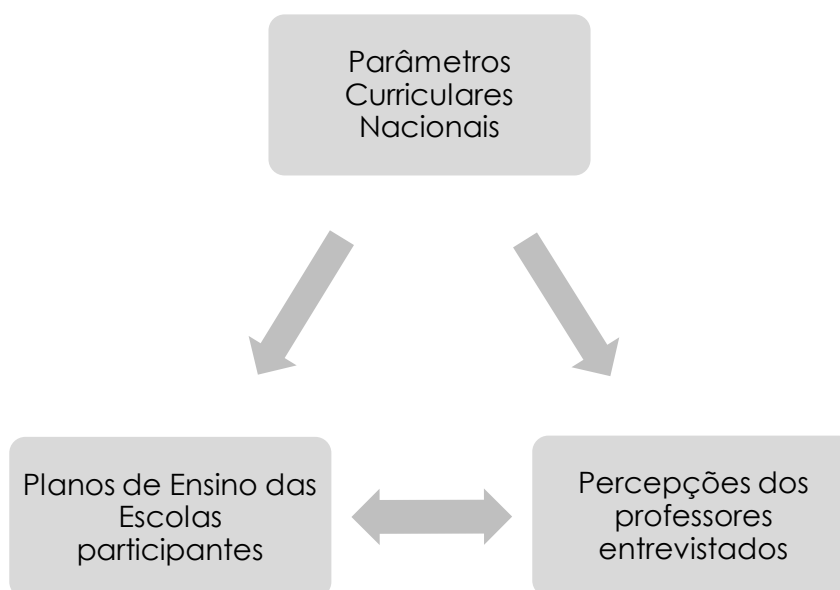 Parâmetros
Curriculares
Nacionais
Planos de Ensino das
Escolas
participantes
Percepções dos
professores
entrevistados